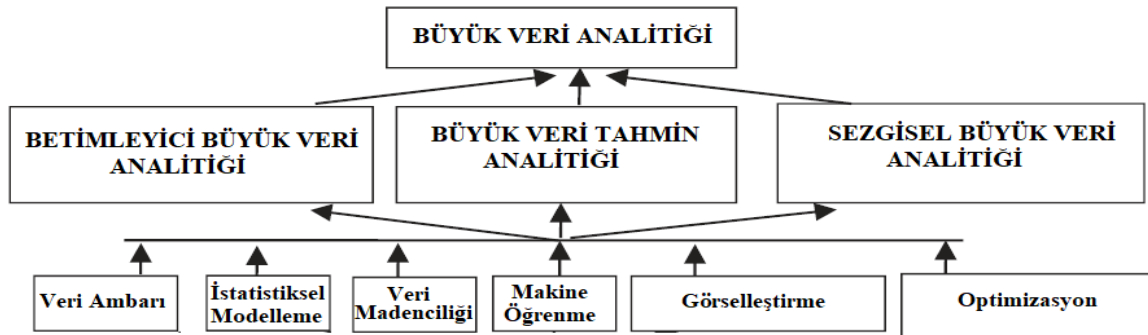 BÜYÜK VERİ ANALİTİĞİ
BETİMLEYİCİ BÜYÜK VERİ
ANALİTİĞİ
BÜYÜK VERİ TAHMİN
ANALİTİĞİ
SEZGİSEL BÜYÜK VERİ
ANALİTİĞİ
Veri Ambarı
İstatistiksel
Modelleme
Veri
Madenciliği
Makine
Öğrenme
Görselleştirme
Optimizasyon